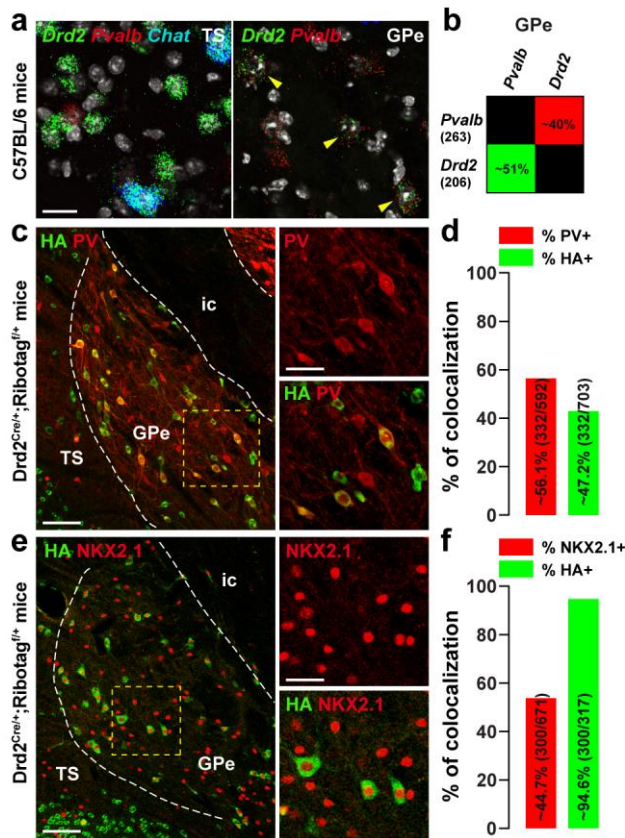 a
Drd2 Pvalb Chat TS
Drd2 Pvalb
GPe
C57BL/6 mice
b
GPe
Pvalb
Drd2
Pvalb
(263)
~40%
Drd2
(206)
~51%
c
HA PV
ic
GPe
TS
Drd2Cre/+;Ribotagf/+ mice
PV
HA PV
d
% PV+
% HA+
% of colocalization
100
80
60
40
20
0
~56.1% (332/592)
~47.2% (332/703)
e
HA NKX2.1
ic
GPe
TS
Drd2Cre/+;Ribotagf/+ mice
NKX2.1
HA NKX2.1
f
% NKX2.1+
% HA+
% of colocalization
100
80
60
40
20
0
~44.7% (300/671)
~94.6% (300/317)